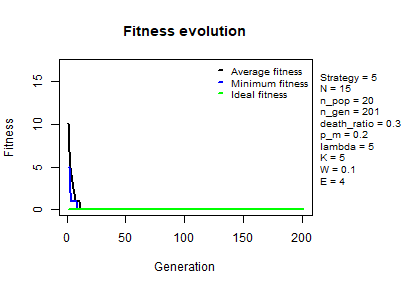 Fitness evolution
Fitness
15
10
5
0
0
50
100
150
200
Generation
Average fitness
Minimum fitness
Ideal fitness
Strategy = 5
N = 15
n_pop = 20
n_gen = 201
death_ratio = 0.3
p_m = 0.2
lambda = 5
K = 5
W = 0.1
E = 4